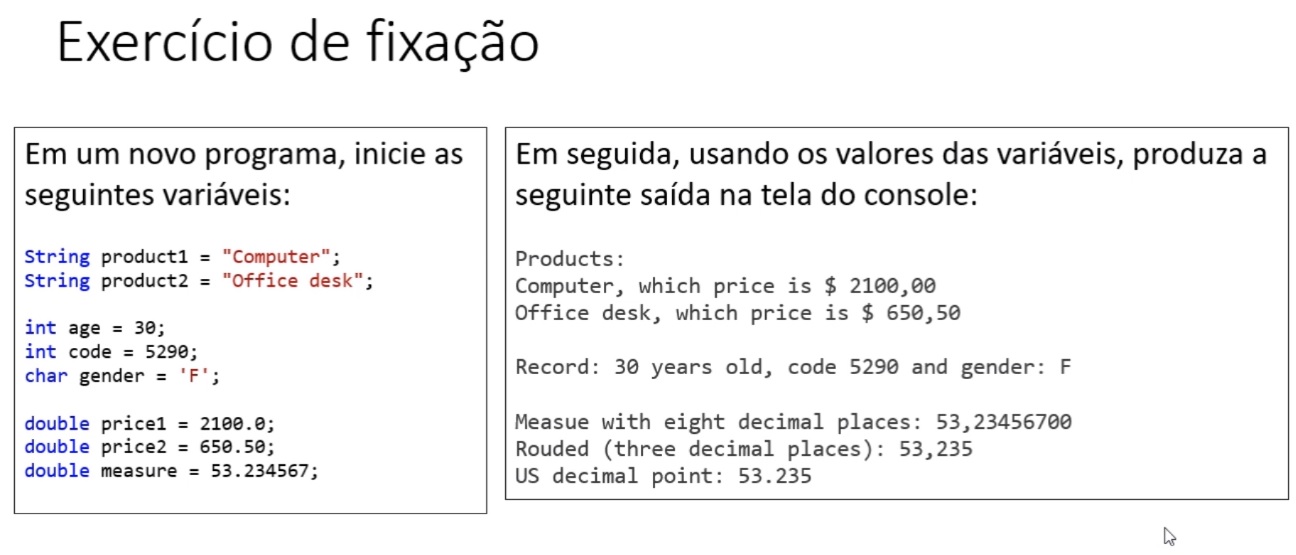 Exercício de fixação
Em um novo programa, inicie as
seguintes variáveis:
String product1 = "Computer";
String product2 = "Office desk";
int age = 30;
int code = 5290;
char gender = 'F';
double price1 = 2100.0;
double price2 = 650.50;
double measure = 53.234567;
Em seguida, usando os valores das variáveis, produza a
seguinte saída na tela do console:
Products:
Computer, which price is $ 2100,00
Office desk, which price is $ 650,50
Record: 30 years old, code 5290 and gender: F
Measue with eight decimal places: 53,23456700
Rouded (three decimal places): 53,235
US decimal point: 53.235